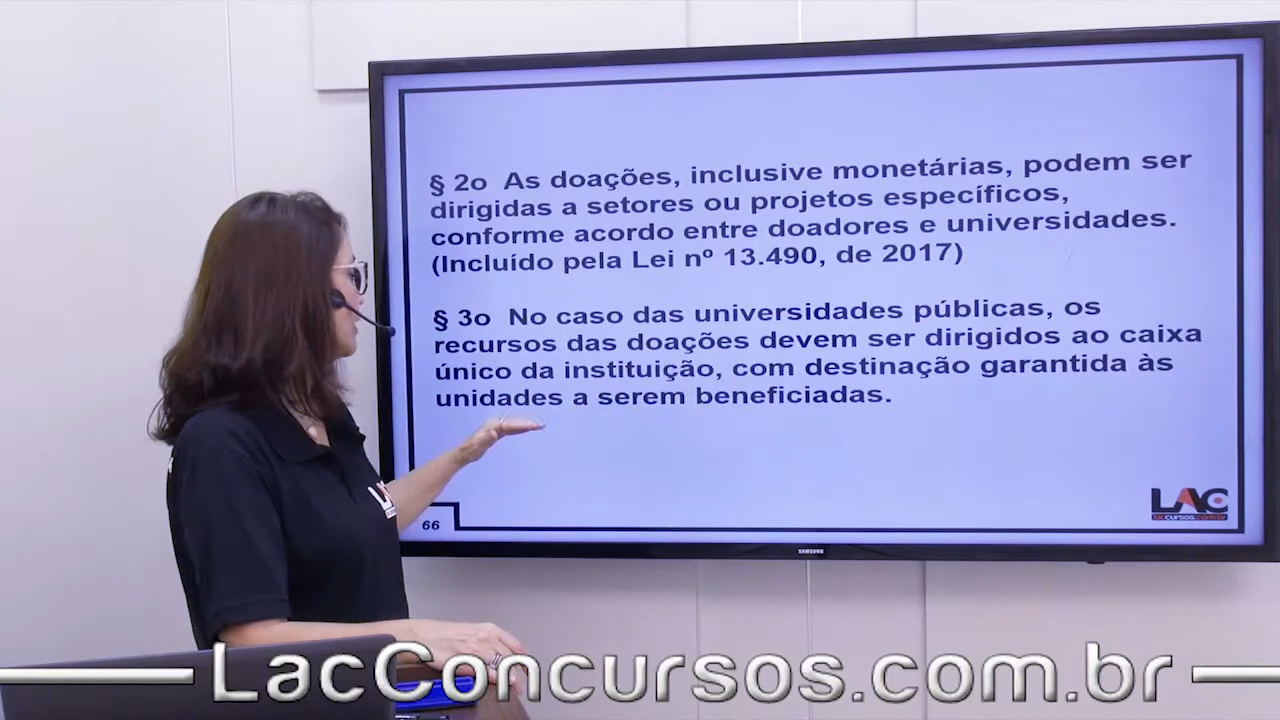 § 2o As doações, inclusive monetárias, podem ser
dirigidas a setores ou projetos específicos,
conforme acordo entre doadores e universidades.
(Incluído pela Lei nº 13.490, de 2017)
§ 3o No caso das universidades públicas, os
recursos das doações devem ser dirigidos ao caixa
único da instituição, com destinação garantida às
unidades a serem beneficiadas.
66
LAC
SAMSUNG
LacConcursos.com.br